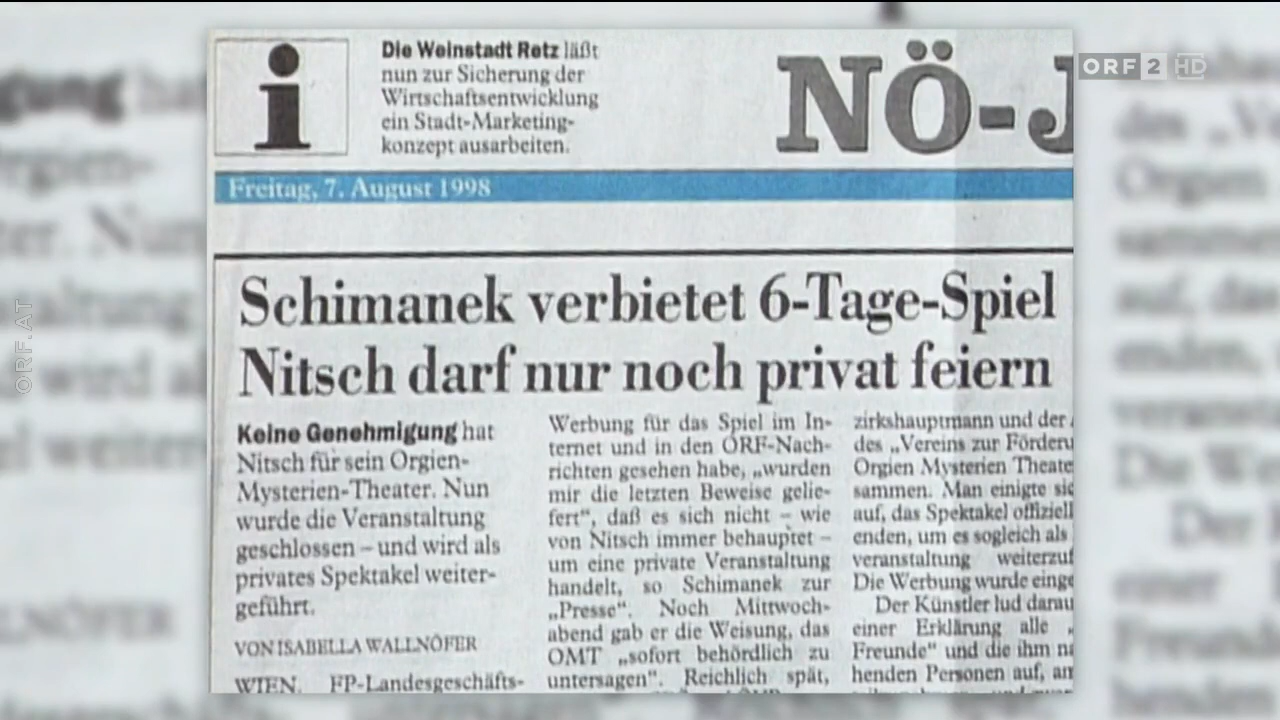 i
Die Weinstadt Retz läßt
nun zur Sicherung der
Wirtschaftsentwicklung
ein Stadt-Marketing-
konzept ausarbeiten.
NÖ-J
ORF 2 HD
Freitag, 7. August 1998
Schimanek verbietet 6-Tage-Spiel
Nitsch darf nur noch privat feiern
Keine Genehmigung hat
Nitsch für sein Orgien-
Mysterien-Theater. Nun
wurde die Veranstaltung
geschlossen – und wird als
privates Spektakel weiter-
geführt.
VON ISABELLA WALLNÖFER
WIEN. FP-Landesgeschäfts-
Werbung für das Spiel im In-
ternet und in den ORF-Nach-
richten gesehen habe, „wurden
mir die letzten Beweise gelie-
fert“, daß es sich nicht – wie
von Nitsch immer behauptet –
um eine private Veranstaltung
handelt, so Schimanek zur
„Presse“. Noch Mittwoch-
abend gab er die Weisung, das
OMT „sofort behördlich zu
untersagen“. Reichlich spät,
zirkshauptmann und der
des „Vereins zur Förderu
Orgien Mysterien Theate
sammen. Man einigte sic
auf, das Spektakel offiziell
enden, um es sogleich als
veranstaltung weiterzuf
Die Werbung wurde einge
Der Künstler lud darau
einer Erklärung alle „
Freunde“ und die ihm na
henden Personen auf, an
ORF.AT